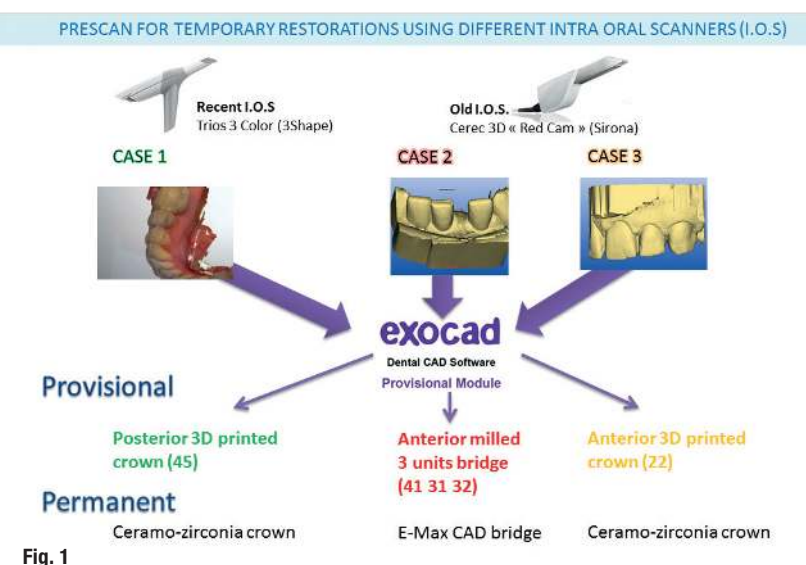 PRESCAN FOR TEMPORARY RESTORATIONS USING DIFFERENT INTRA ORAL SCANNERS (I.O.S)
Recent I.O.S
Trios 3 Color (3Shape)
Old I.O.S.
Cerec 3D « Red Cam » (Sirona)
CASE 1
CASE 2
CASE 3
exocad
Dental CAD Software
Provisional Module
Provisional
Posterior 3D printed
crown (45)
Anterior milled
3 units bridge
(41 31 32)
Anterior 3D printed
crown (22)
Permanent
Ceramo-zirconia crown
E-Max CAD bridge
Ceramo-zirconia crown
Fig. 1